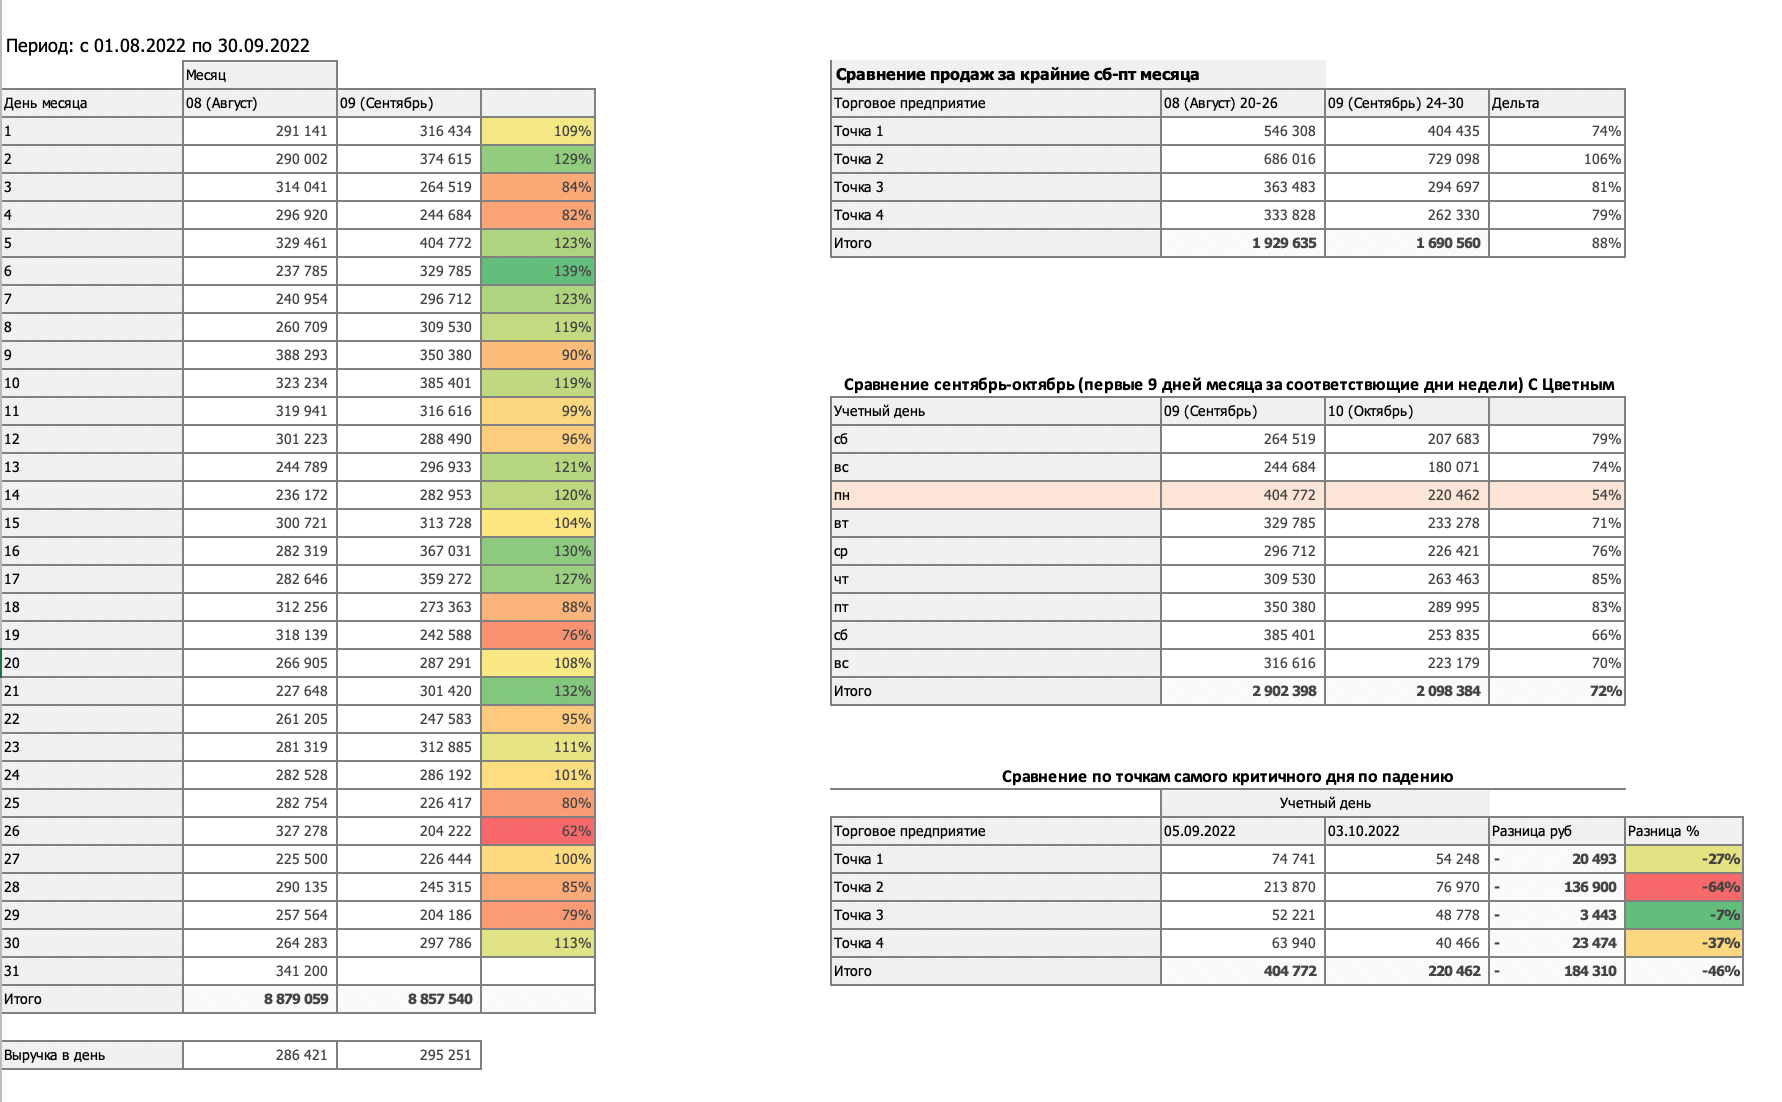 Период: с 01.08.2022 по 30.09.2022
Месяц
День месяца 08 (Август) 09 (Сентябрь)
1 291 141 316 434 109%
2 290 002 374 615 129%
3 314 041 264 519 84%
4 296 920 244 684 82%
5 329 461 404 772 123%
6 237 785 329 785 139%
7 240 954 296 712 123%
8 260 709 309 530 119%
9 388 293 350 380 90%
10 323 234 385 401 119%
11 319 941 316 616 99%
12 301 223 288 490 96%
13 244 789 296 933 121%
14 236 172 282 953 120%
15 300 721 313 728 104%
16 282 319 367 031 130%
17 282 646 359 272 127%
18 312 256 273 363 88%
19 318 139 242 588 76%
20 266 905 287 291 108%
21 227 648 301 420 132%
22 261 205 247 583 95%
23 281 319 312 885 111%
24 282 528 286 192 101%
25 282 754 226 417 80%
26 327 278 204 222 62%
27 225 500 226 444 100%
28 290 135 245 315 85%
29 257 564 204 186 79%
30 264 283 297 786 113%
31 341 200
Итого 8 879 059 8 857 540
Выручка в день 286 421 295 251
Сравнение продаж за крайние сб-пт месяца
Торговое предприятие 08 (Август) 20-26 09 (Сентябрь) 24-30 Дельта
Точка 1 546 308 404 435 74%
Точка 2 686 016 729 098 106%
Точка 3 363 483 294 697 81%
Точка 4 333 828 262 330 79%
Итого 1 929 635 1 690 560 88%
Сравнение сентябрь-октябрь (первые 9 дней месяца за соответствющие дни недели) С Цветным
Учетный день 09 (Сентябрь) 10 (Октябрь)
сб 264 519 207 683 79%
вс 244 684 180 071 74%
пн 404 772 220 462 54%
вт 329 785 233 278 71%
ср 296 712 226 421 76%
чт 309 530 263 463 85%
пт 350 380 289 995 83%
сб 385 401 253 835 66%
вс 316 616 223 179 70%
Итого 2 902 398 2 098 384 72%
Сравнение по точкам самого критичного дня по падению
Учетный день
Торговое предприятие 05.09.2022 03.10.2022 Разница руб Разница %
Точка 1 74 741 54 248 - 20 493 -27%
Точка 2 213 870 76 970 - 136 900 -64%
Точка 3 52 221 48 778 - 3 443 -7%
Точка 4 63 940 40 466 - 23 474 -37%
Итого 404 772 220 462 - 184 310 -46%